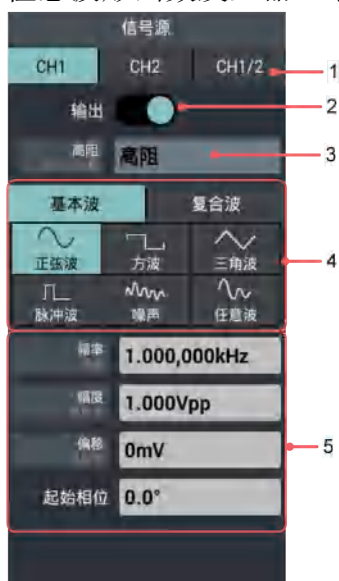 信号源
CH1 CH2 CH1/2 1
输出 2
高阻 高阻 3
基本波 复合波
正弦波 方波 三角波 4
脉冲波 噪声 任意波
频率 1.000,000kHz
幅度 1.000Vpp
偏移 0mV 5
起始相位 0.0°